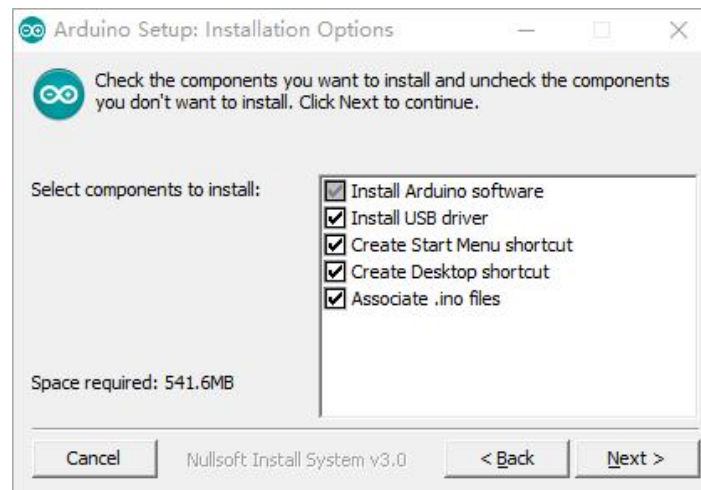 Arduino Setup: Installation Options
Check the components you want to install and uncheck the components
you don't want to install. Click Next to continue.
Select components to install:
Install Arduino software
Install USB driver
Create Start Menu shortcut
Create Desktop shortcut
Associate .ino files
Space required: 541.6MB
Cancel
Nullsoft Install System v3.0
< Back
Next >